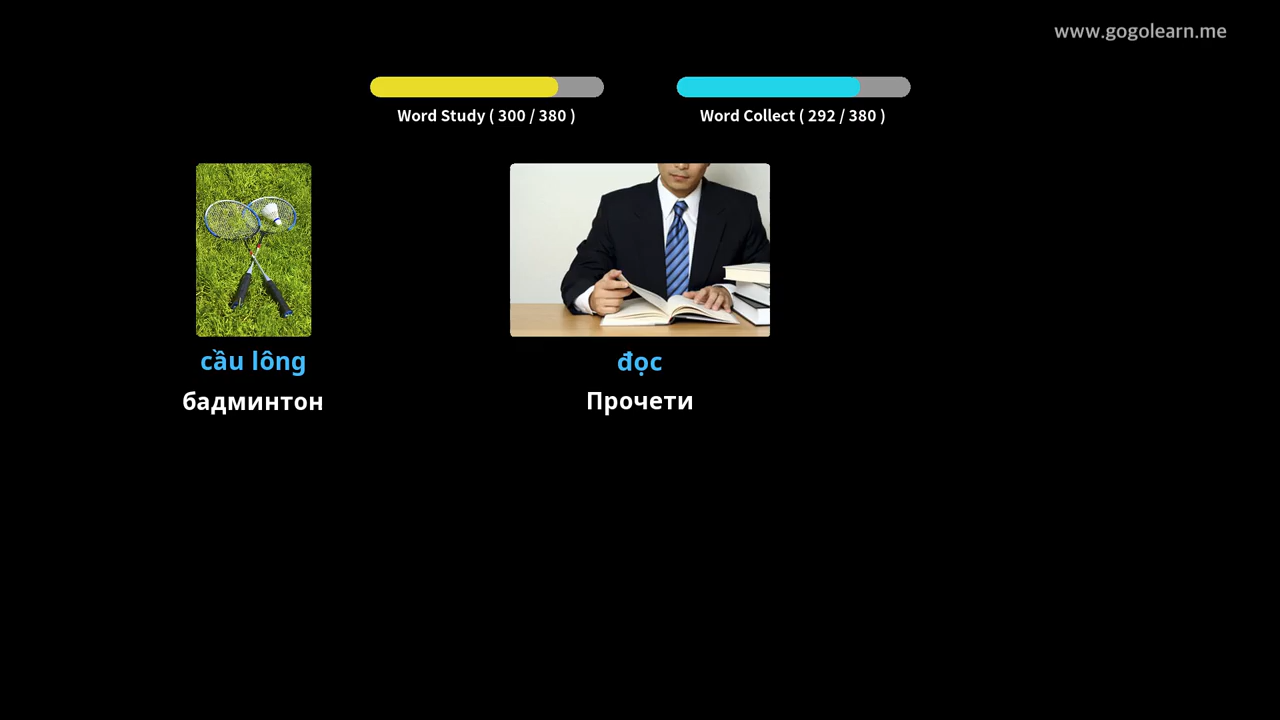 www.gogolearn.me
Word Study ( 300 / 380 )
Word Collect ( 292 / 380 )
cầu lông
đọc
бадминтон
Прочети